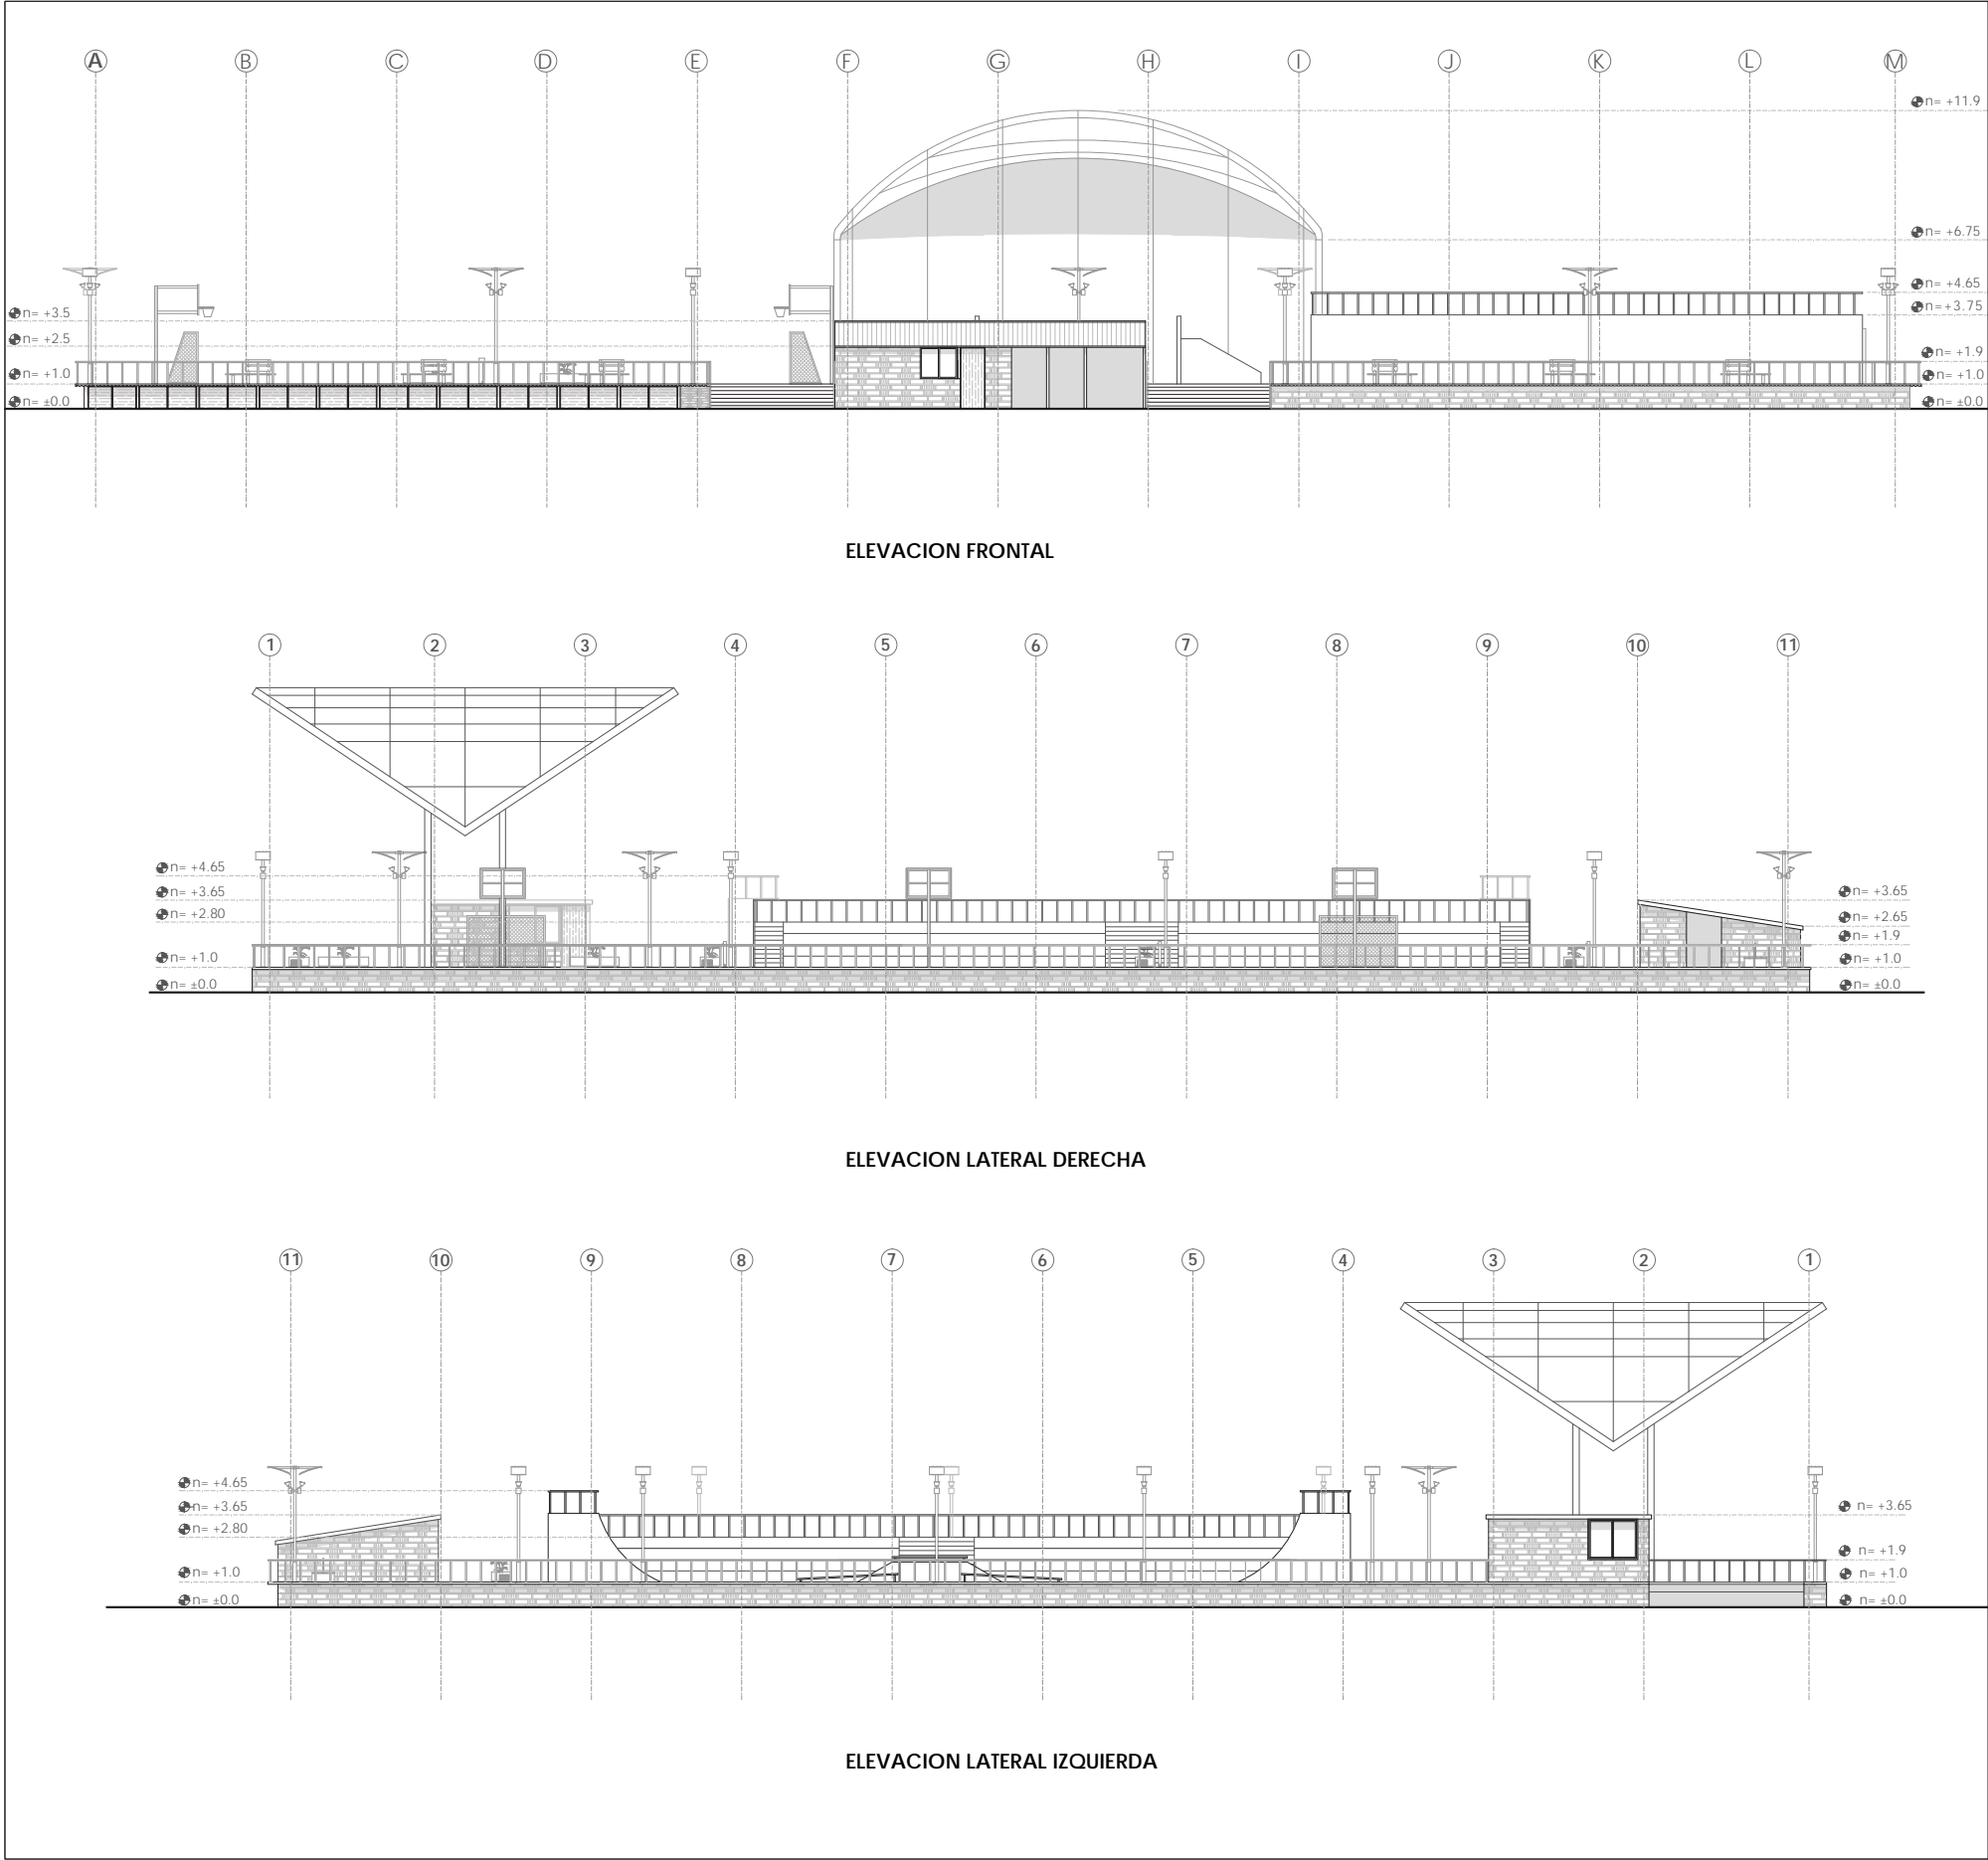 A B C D E F G H I J K L M
n= +11.9
n= +6.75
n= +4.65
n= +3.5 n= +3.75
n= +2.5 n= +1.9
n= +1.0 n= +1.0
n= ±0.0 n= ±0.0
ELEVACION FRONTAL
1 2 3 4 5 6 7 8 9 10 11
n= +4.65
n= +3.65 n= +3.65
n= +2.80 n= +2.65
n= +1.9
n= +1.0 n= +1.0
n= ±0.0 n= ±0.0
ELEVACION LATERAL DERECHA
11 10 9 8 7 6 5 4 3 2 1
n= +4.65
n= +3.65 n= +3.65
n= +2.80
n= +1.9
n= +1.0 n= +1.0
n= ±0.0 n= ±0.0
ELEVACION LATERAL IZQUIERDA